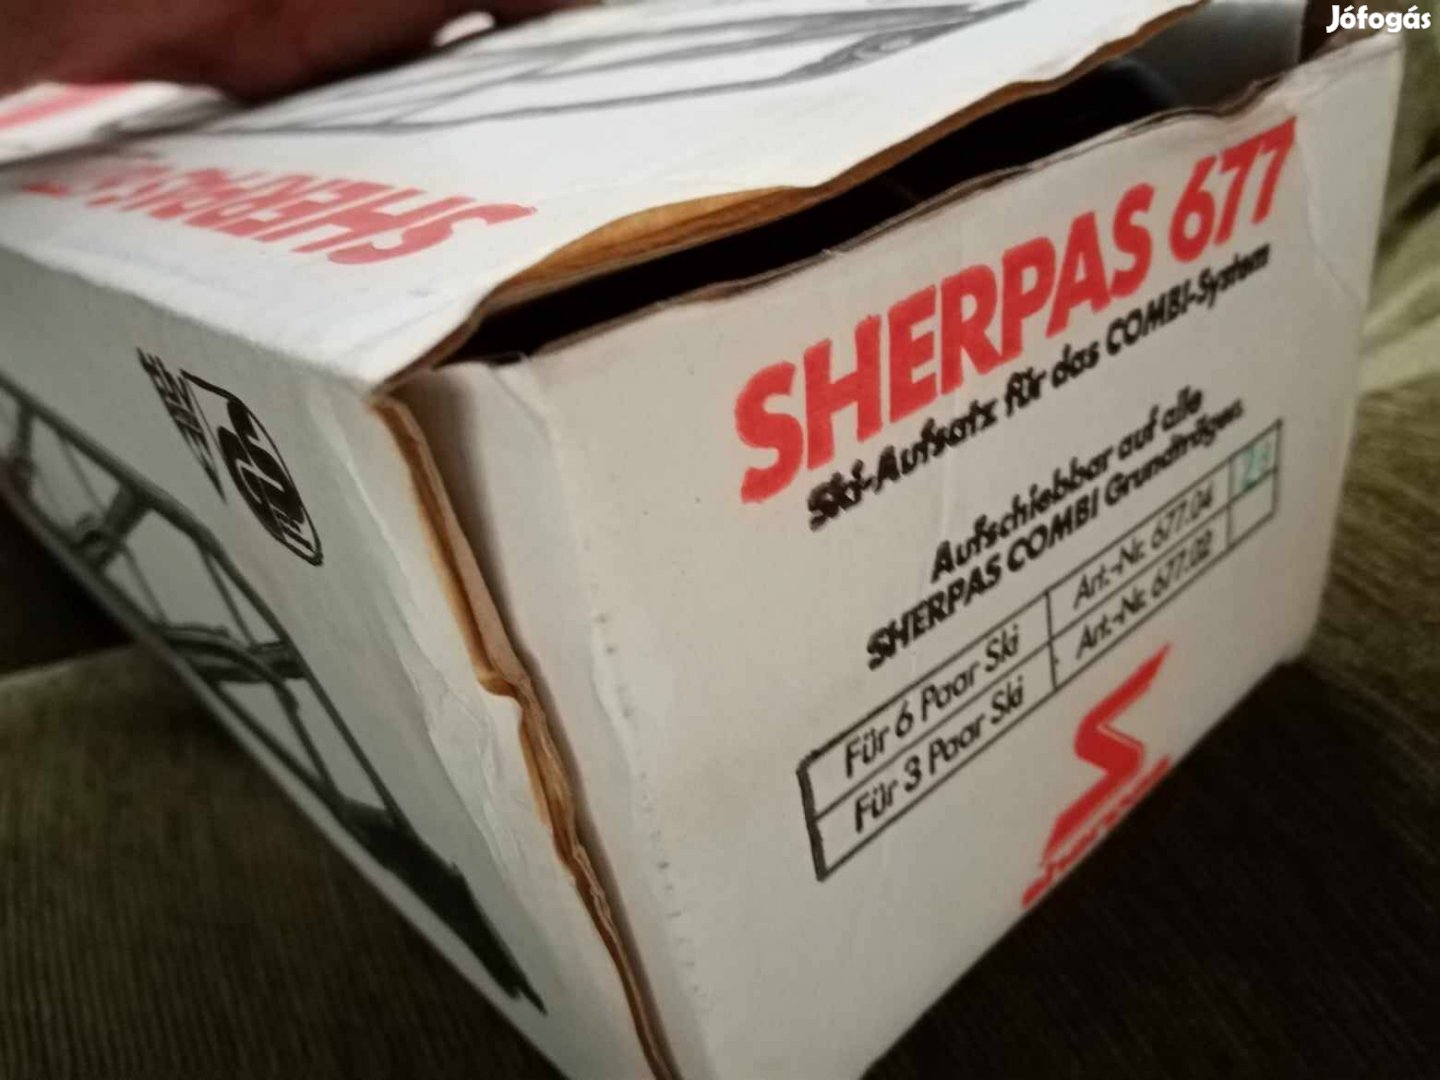 Jófogás
SHERPAS
SHERPAS 677
Ski-Aufsatz für das COMBI-System
Aufschiebbar auf alle
SHERPAS COMBI Grundträger.
Für 6 Paar Ski Art.-Nr. 677.04
Für 3 Paar Ski Art.-Nr. 677.02